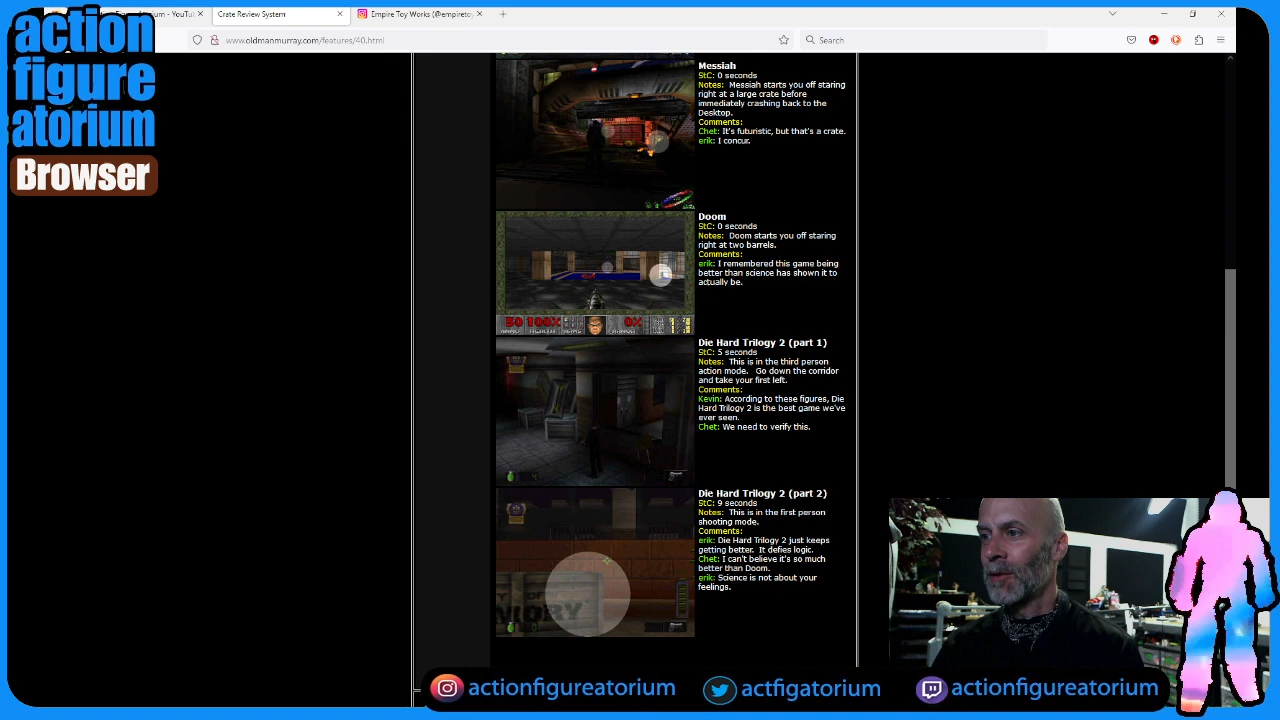 action
figure
atorium
Browser
Crate Review System
Empire Toy Works (@empiretoy
www.oldmanmurray.com/features/40.html
Search
Messiah
StC: 0 seconds
Notes: Messiah starts you off staring
right at a large crate before
immediately crashing back to the
Desktop.
Comments:
Chet: It's futuristic, but that's a crate.
erik: I concur.
Doom
StC: 0 seconds
Notes: Doom starts you off staring
right at two barrels.
Comments:
erik: I remembered this game being
better than science has shown it to
actually be.
50 100% 0%
Die Hard Trilogy 2 (part 1)
StC: 5 seconds
Notes: This is in the third person
action mode. Go down the corridor
and take your first left.
Comments:
Kevin: According to these figures, Die
Hard Trilogy 2 is the best game we've
ever seen.
Chet: We need to verify this.
Die Hard Trilogy 2 (part 2)
StC: 9 seconds
Notes: This is in the first person
shooting mode.
Comments:
erik: Die Hard Trilogy 2 just keeps
getting better. It defies logic.
Chet: I can't believe it's so much
better than Doom.
erik: Science is not about your
feelings.
actionfigureatorium
actfigatorium
actionfigureatorium